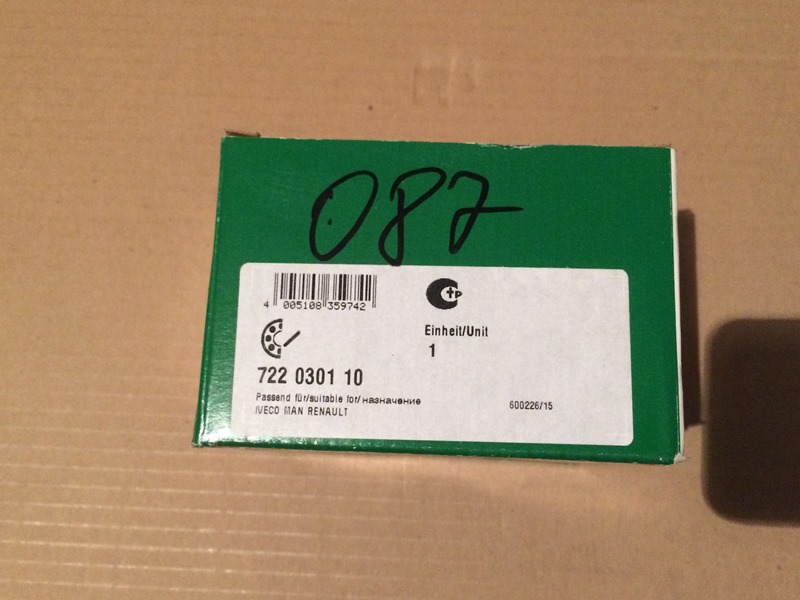 087
4 005108 359742
Einheit/Unit
1
722 0301 10
Passend für/suitable for/назначение
IVECO MAN RENAULT
600226/15